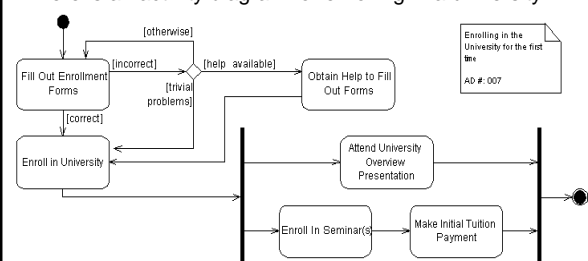 [otherwise]
Fill Out Enrollment
Forms
[incorrect]
[help available]
[trivial
problems]
Obtain Help to Fill
Out Forms
Enrolling in the
University for the first
time
AD #: 007
[correct]
Enroll in University
Attend University
Overview
Presentation
Enroll In Seminar(s)
Make Initial Tuition
Payment